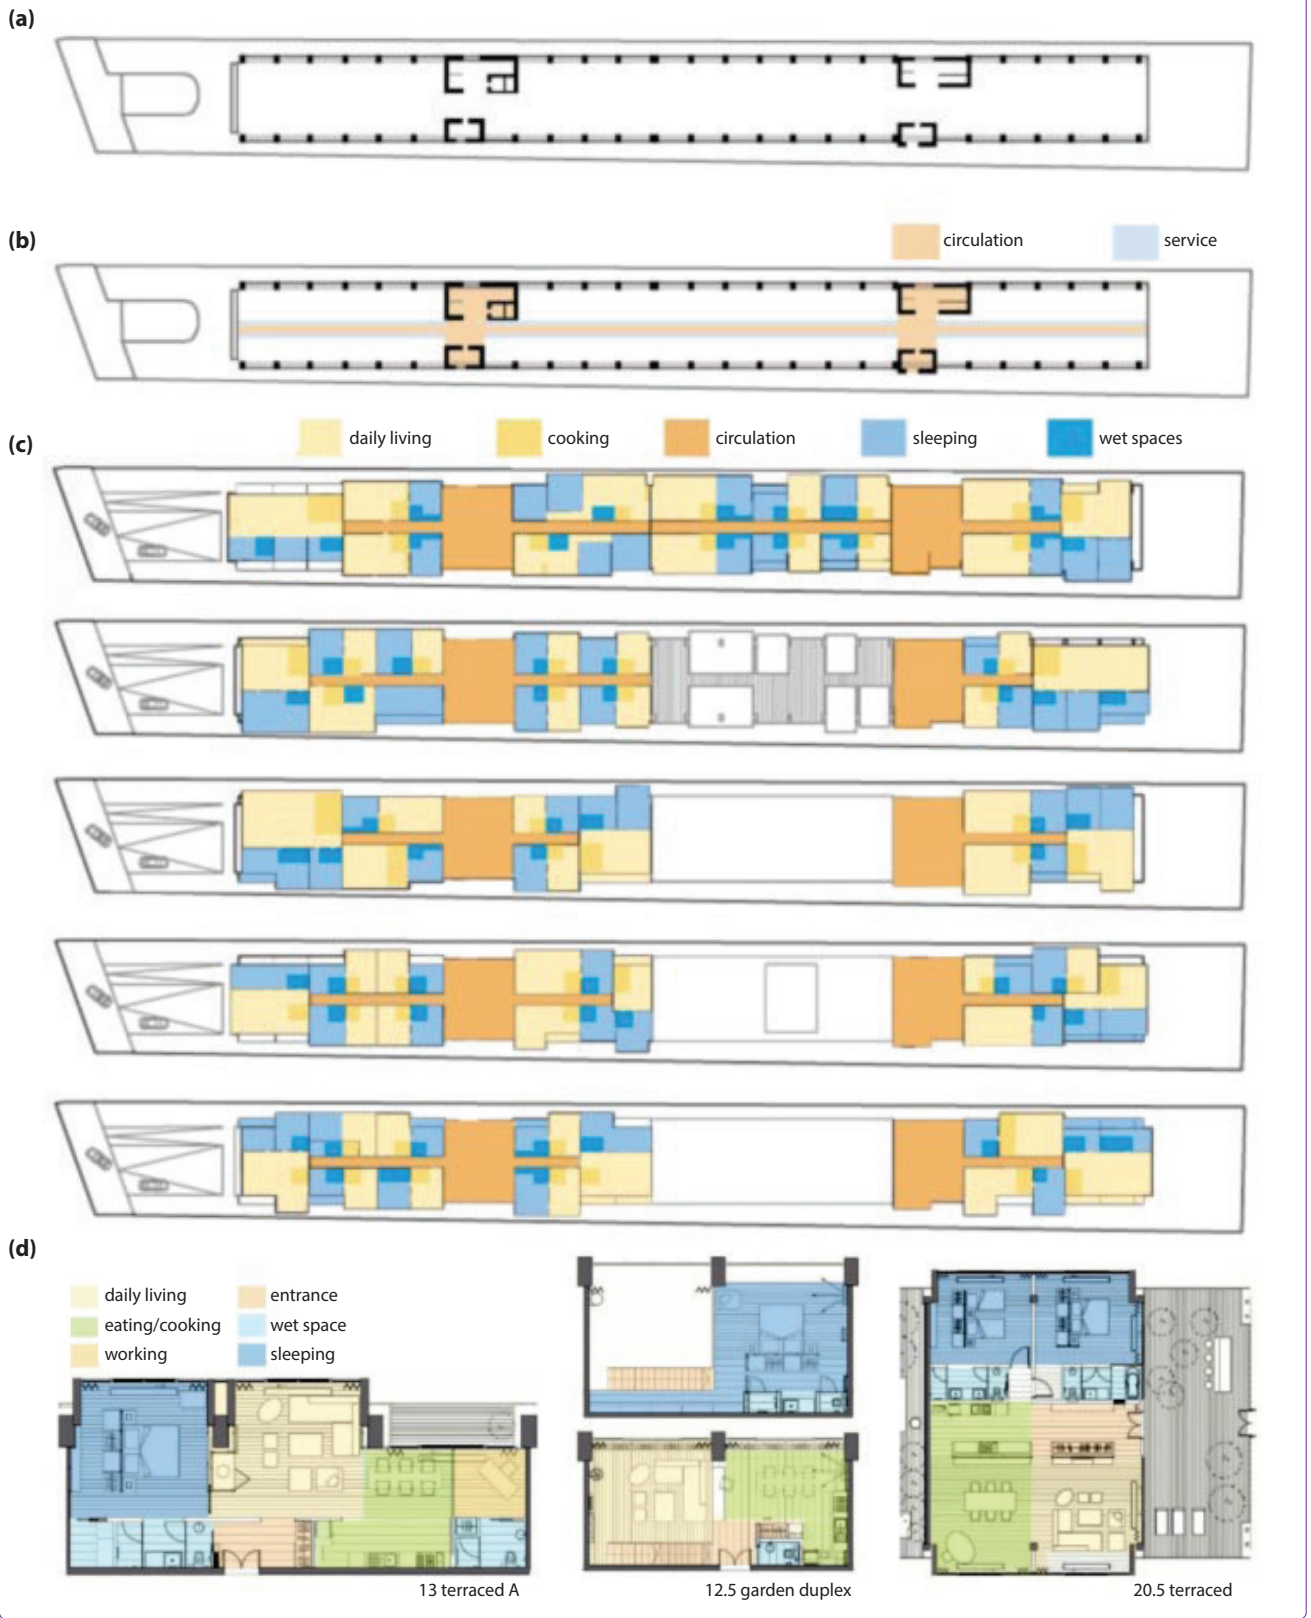 (a)
(b)
circulation service
(c)
daily living cooking circulation sleeping wet spaces
(d)
daily living entrance
eating/cooking wet space
working sleeping
13 terraced A 12.5 garden duplex 20.5 terraced